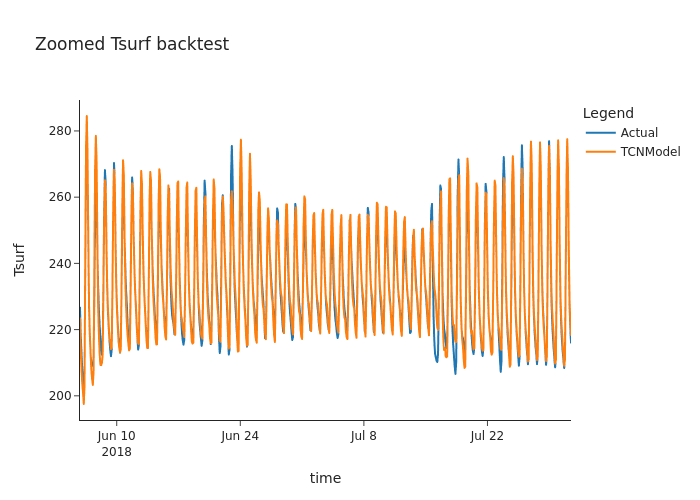 Zoomed Tsurf backtest
Legend
Actual
TCNModel
Tsurf
280
260
240
220
200
Jun 10
2018
Jun 24
Jul 8
Jul 22
time